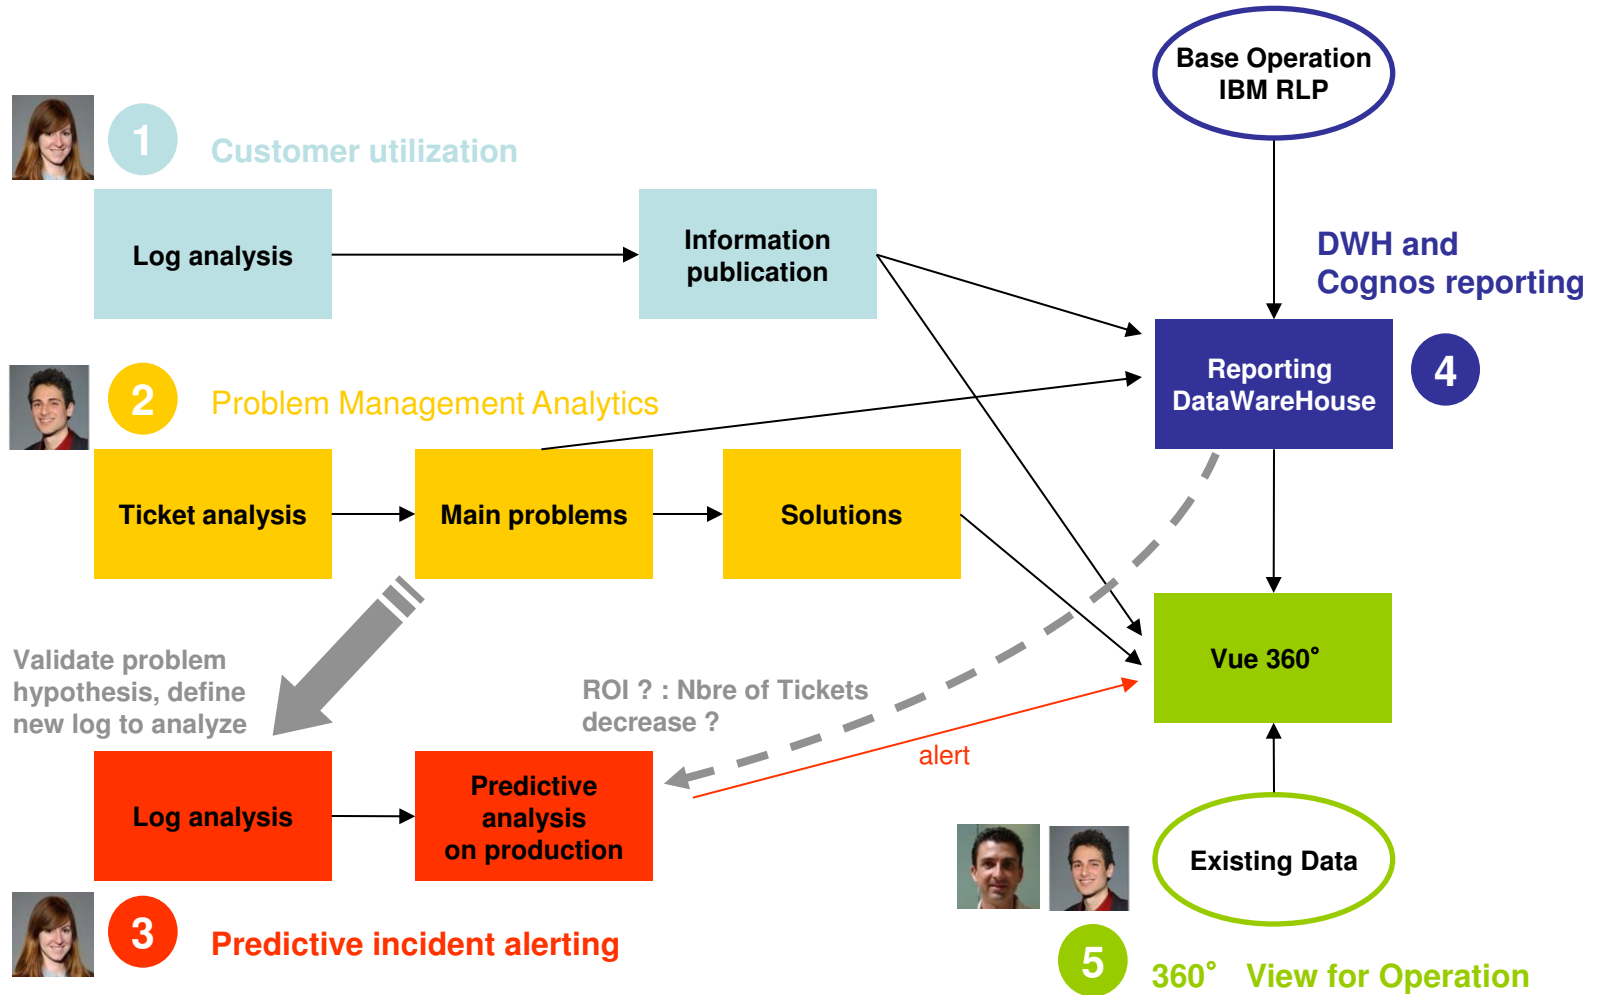 Base Operation
IBM RLP
1
Customer utilization
Log analysis
Information
publication
DWH and
Cognos reporting
Reporting
DataWareHouse
4
2
Problem Management Analytics
Ticket analysis
Main problems
Solutions
Validate problem
hypothesis, define
new log to analyze
ROI ? : Nbre of Tickets
decrease ?
Vue 360°
alert
Log analysis
Predictive
analysis
on production
Existing Data
3
Predictive incident alerting
5
360° View for Operation